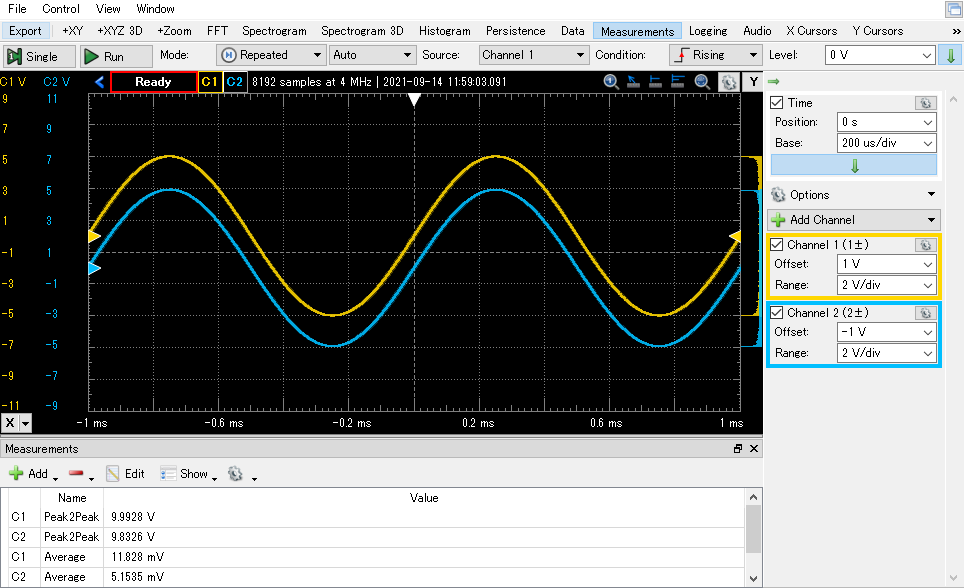 File Control View Window
Export +XY +XYZ 3D +Zoom FFT Spectrogram Spectrogram 3D Histogram Persistence Data Measurements Logging Audio X Cursors Y Cursors »
Single Run Mode: Repeated Auto Source: Channel 1 Condition: Rising Level: 0 V
C1 V C2 V Ready C1 C2 8192 samples at 4 MHz | 2021-09-14 11:59:03.091 Y
9 11
7 9
5 7
3 5
1 3
-1 1
-3 -1
-5 -3
-7 -5
-9 -7
-11 -9
X -1 ms -0.6 ms -0.2 ms 0.2 ms 0.6 ms 1 ms
Time
Position: 0 s
Base: 200 us/div
Options
Add Channel
Channel 1 (1±)
Offset: 1 V
Range: 2 V/div
Channel 2 (2±)
Offset: -1 V
Range: 2 V/div
Measurements
Add Edit Show
Name Value
C1 Peak2Peak 9.9928 V
C2 Peak2Peak 9.8326 V
C1 Average 11.828 mV
C2 Average 5.1535 mV